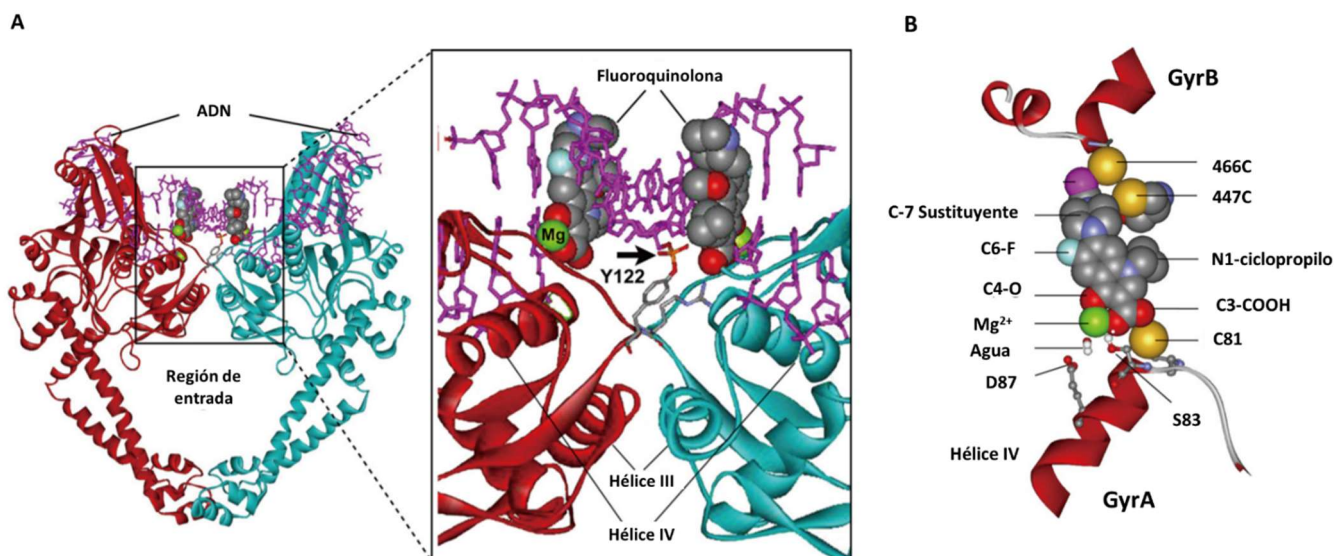 A
ADN
Región de
entrada
Fluoroquinolona
Mg
Y122
Hélice III
Hélice IV
B
GyrB
466C
447C
C-7 Sustituyente
C6-F
N1-ciclopropilo
C4-O
C3-COOH
Mg²⁺
C81
Agua
D87
S83
Hélice IV
GyrA